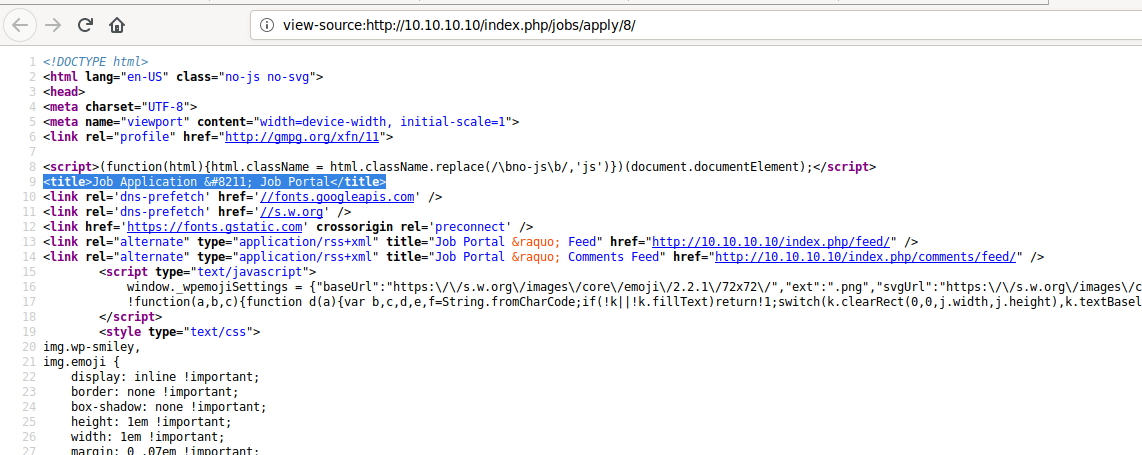 view-source:http://10.10.10.10/index.php/jobs/apply/8/
1 <!DOCTYPE html>
2 <html lang="en-US" class="no-js no-svg">
3 <head>
4 <meta charset="UTF-8">
5 <meta name="viewport" content="width=device-width, initial-scale=1">
6 <link rel="profile" href="http://gmpg.org/xfn/11">
7
8 <script>(function(html){html.className = html.className.replace(/\bno-js\b/,'js')})(document.documentElement);</script>
9 <title>Job Application &#8211; Job Portal</title>
10 <link rel='dns-prefetch' href='//fonts.googleapis.com' />
11 <link rel='dns-prefetch' href='//s.w.org' />
12 <link href='https://fonts.gstatic.com' crossorigin rel='preconnect' />
13 <link rel="alternate" type="application/rss+xml" title="Job Portal &raquo; Feed" href="http://10.10.10.10/index.php/feed/" />
14 <link rel="alternate" type="application/rss+xml" title="Job Portal &raquo; Comments Feed" href="http://10.10.10.10/index.php/comments/feed/" />
15 <script type="text/javascript">
16 window._wpemojiSettings = {"baseUrl":"https:\/\/s.w.org\/images\/core\/emoji\/2.2.1\/72x72\/","ext":".png","svgUrl":"https:\/\/s.w.org\/images\/c
17 !function(a,b,c){function d(a){var b,c,d,e,f=String.fromCharCode;if(!k||!k.fillText)return!1;switch(k.clearRect(0,0,j.width,j.height),k.textBasel
18 </script>
19 <style type="text/css">
20 img.wp-smiley,
21 img.emoji {
22 display: inline !important;
23 border: none !important;
24 box-shadow: none !important;
25 height: 1em !important;
26 width: 1em !important;
27 margin: 0 .07em !important;